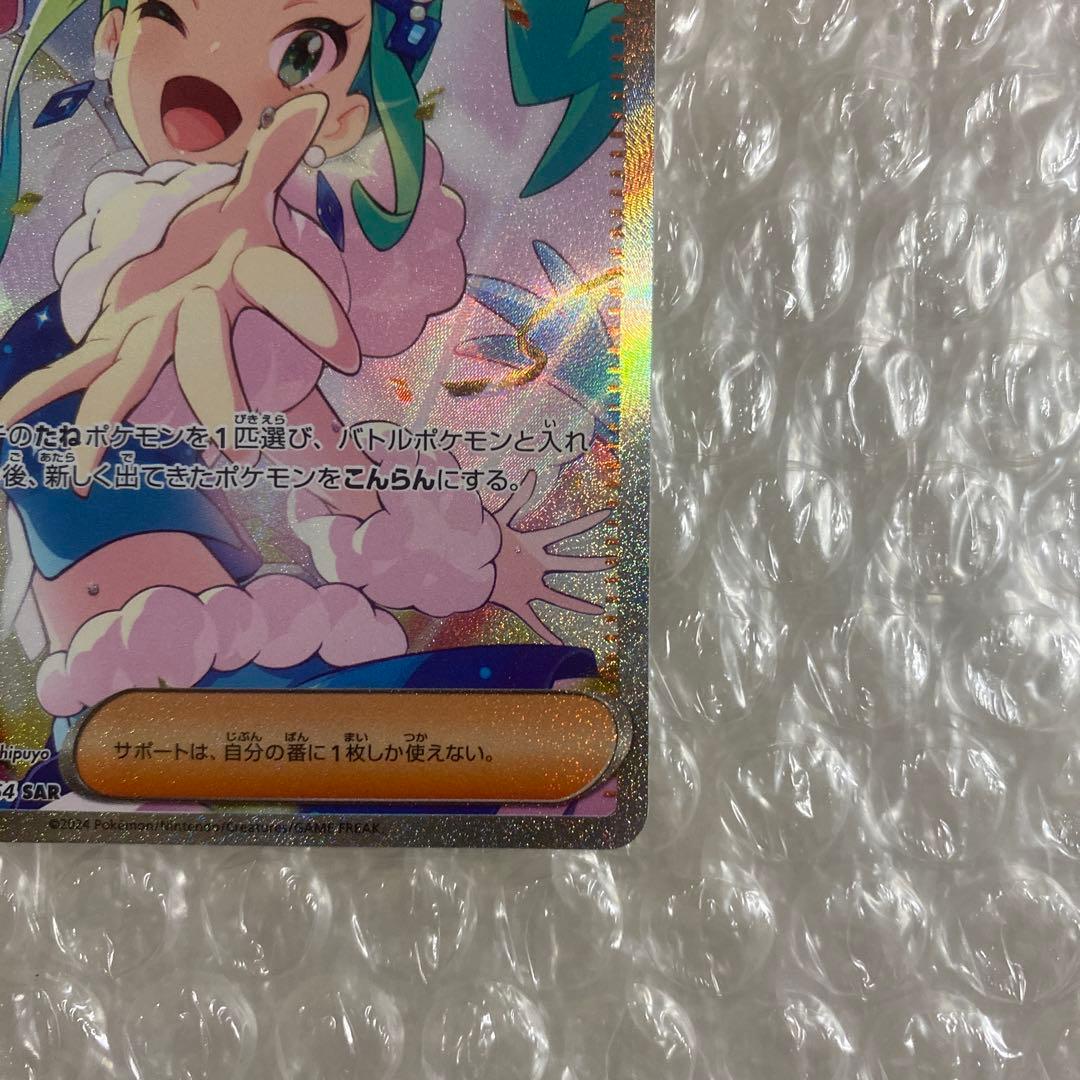 のたねポケモンを1匹選び、バトルポケモンと入れ
後、新しく出てきたポケモンをこんらんにする。
サポートは、自分の番に1枚しか使えない。
hipuyo
64 SAR
©2024 Pokémon/Nintendo/Creatures/GAME FREAK.